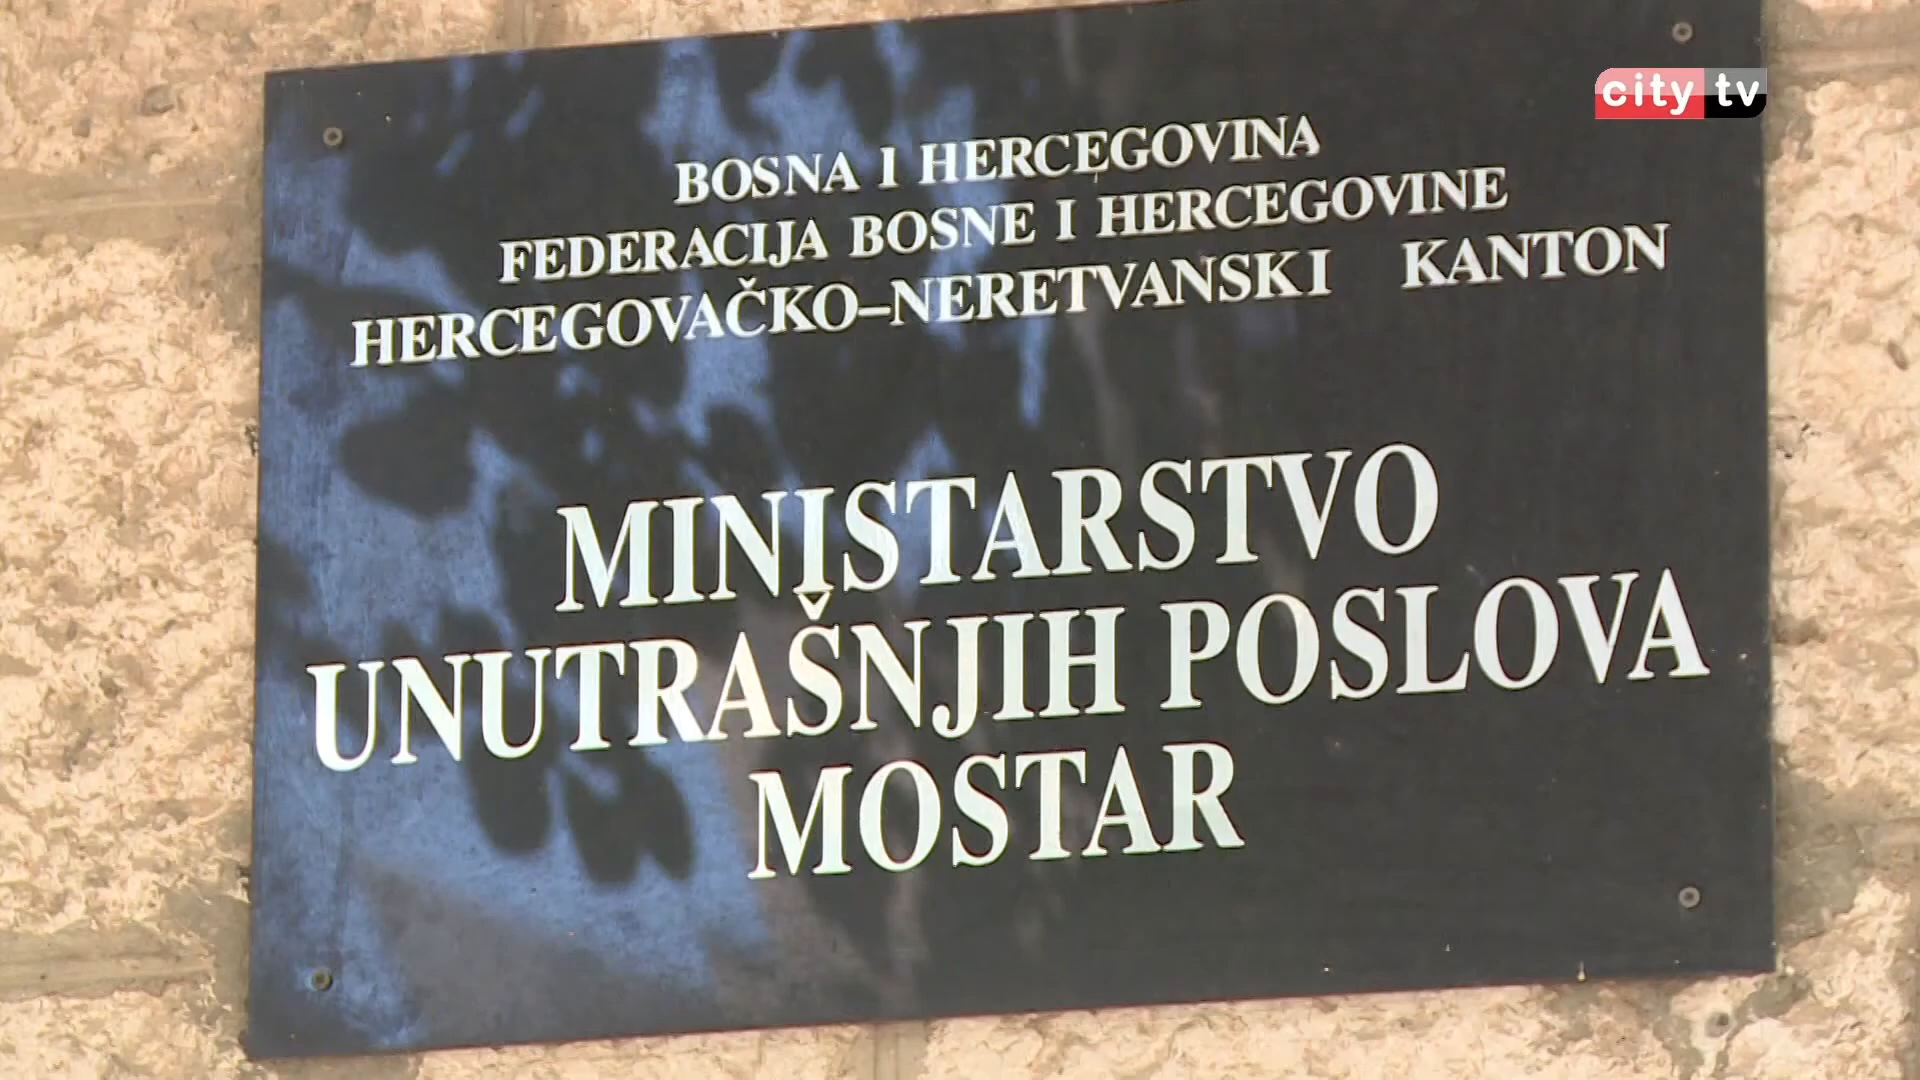 city tv
BOSNA I HERCEGOVINA
FEDERACIJA BOSNE I HERCEGOVINE
HERCEGOVAČKO–NERETVANSKI KANTON
MINISTARSTVO
UNUTRAŠNJIH POSLOVA
MOSTAR